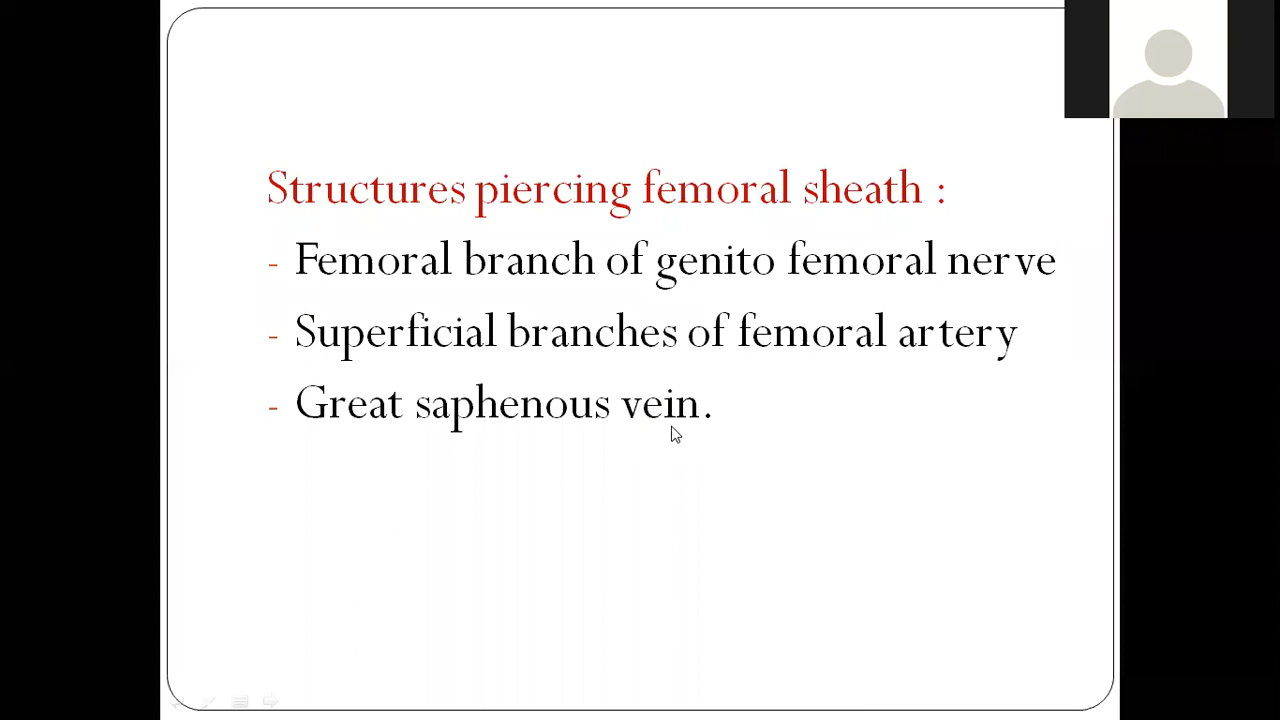 Structures piercing femoral sheath :
- Femoral branch of genito femoral nerve
- Superficial branches of femoral artery
- Great saphenous vein.